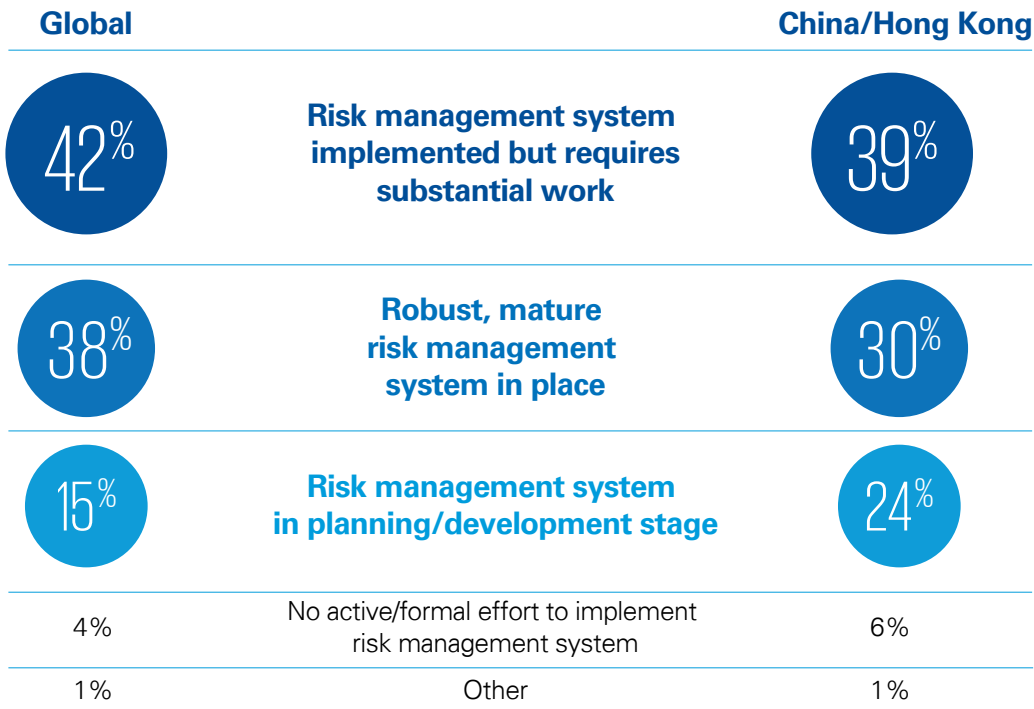 Global China/Hong Kong
42% Risk management system implemented but requires substantial work 39%
38% Robust, mature risk management system in place 30%
15% Risk management system in planning/development stage 24%
4% No active/formal effort to implement risk management system 6%
1% Other 1%